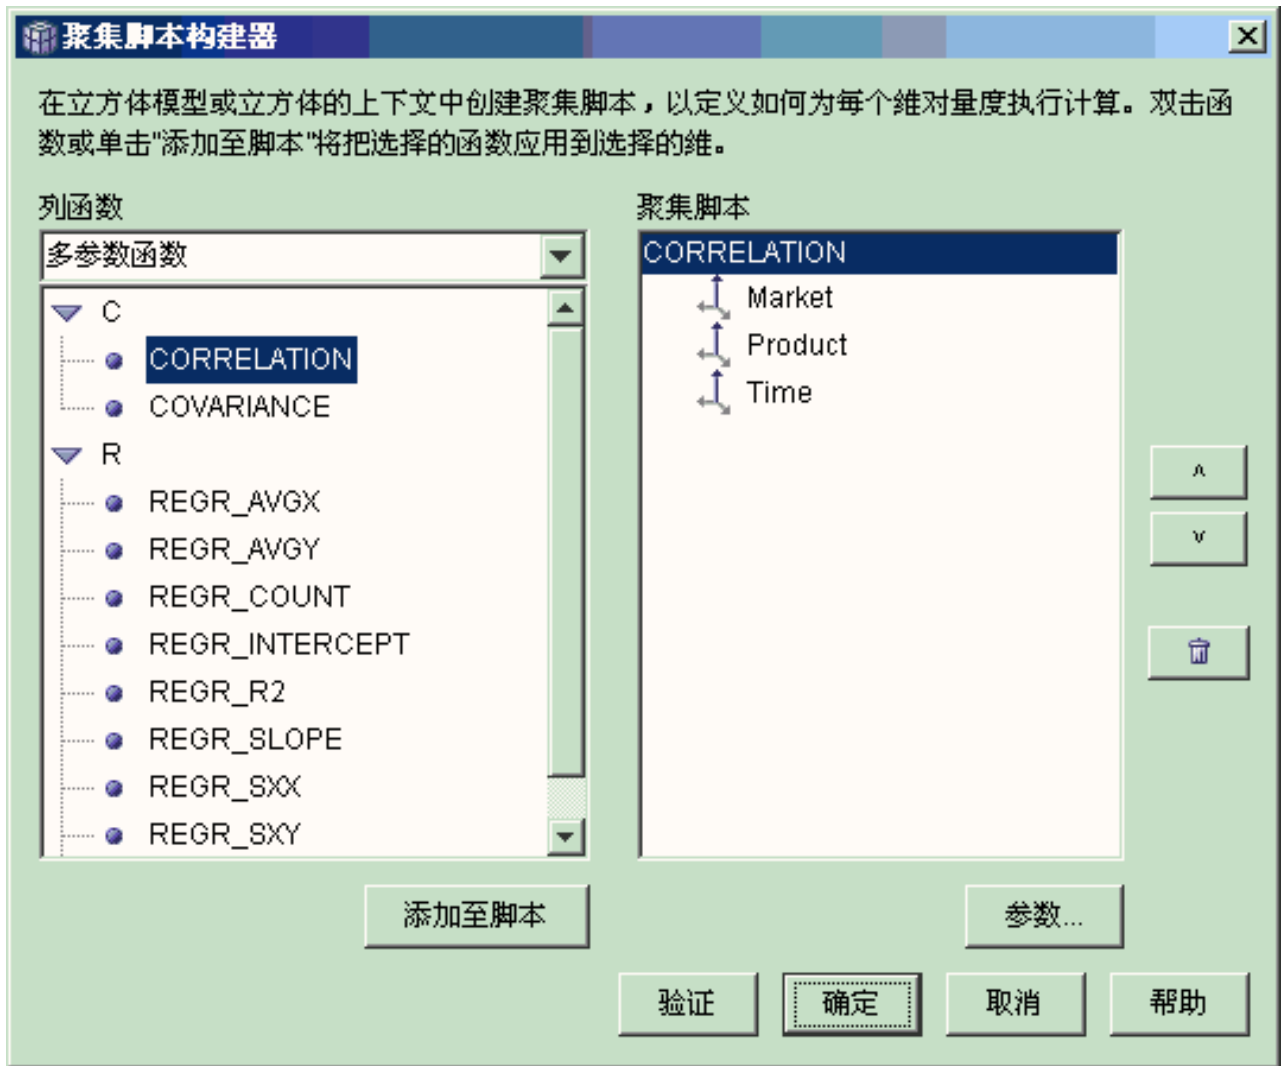 聚集脚本构建器
在立方体模型或立方体的上下文中创建聚集脚本，以定义如何为每个维对量度执行计算。双击函
数或单击"添加至脚本"将把选择的函数应用到选择的维。
列函数
聚集脚本
多参数函数
C
CORRELATION
COVARIANCE
R
REGR_AVGX
REGR_AVGY
REGR_COUNT
REGR_INTERCEPT
REGR_R2
REGR_SLOPE
REGR_SXX
REGR_SXY
CORRELATION
Market
Product
Time
添加至脚本
参数...
验证
确定
取消
帮助